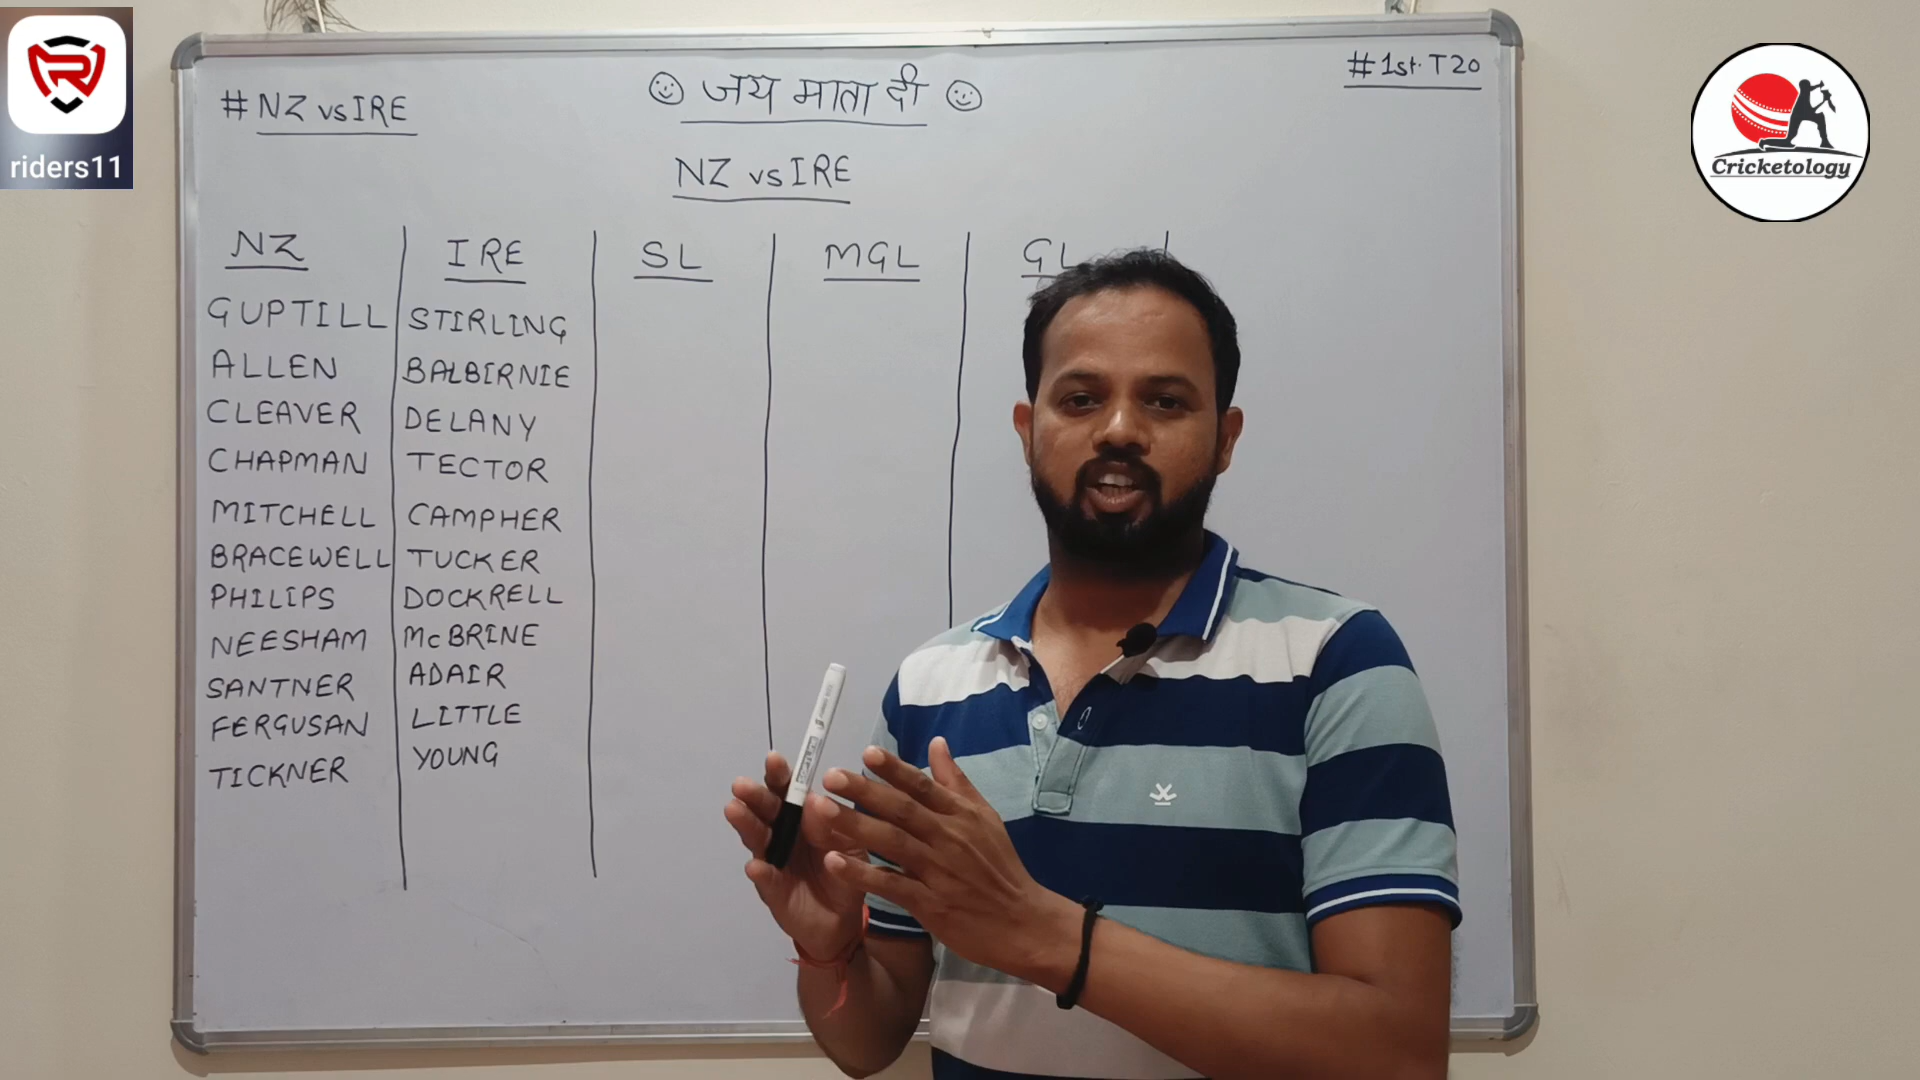 riders11
# NZ vs IRE
जय माता दी
# 1st. T20
Cricketology
NZ vs IRE
NZ
GUPTILL
ALLEN
CLEAVER
CHAPMAN
MITCHELL
BRACEWELL
PHILIPS
NEESHAM
SANTNER
FERGUSAN
TICKNER
IRE
STIRLING
BALBIRNIE
DELANY
TECTOR
CAMPHER
TUCKER
DOCKRELL
McBRINE
ADAIR
LITTLE
YOUNG
SL
MGL
GL